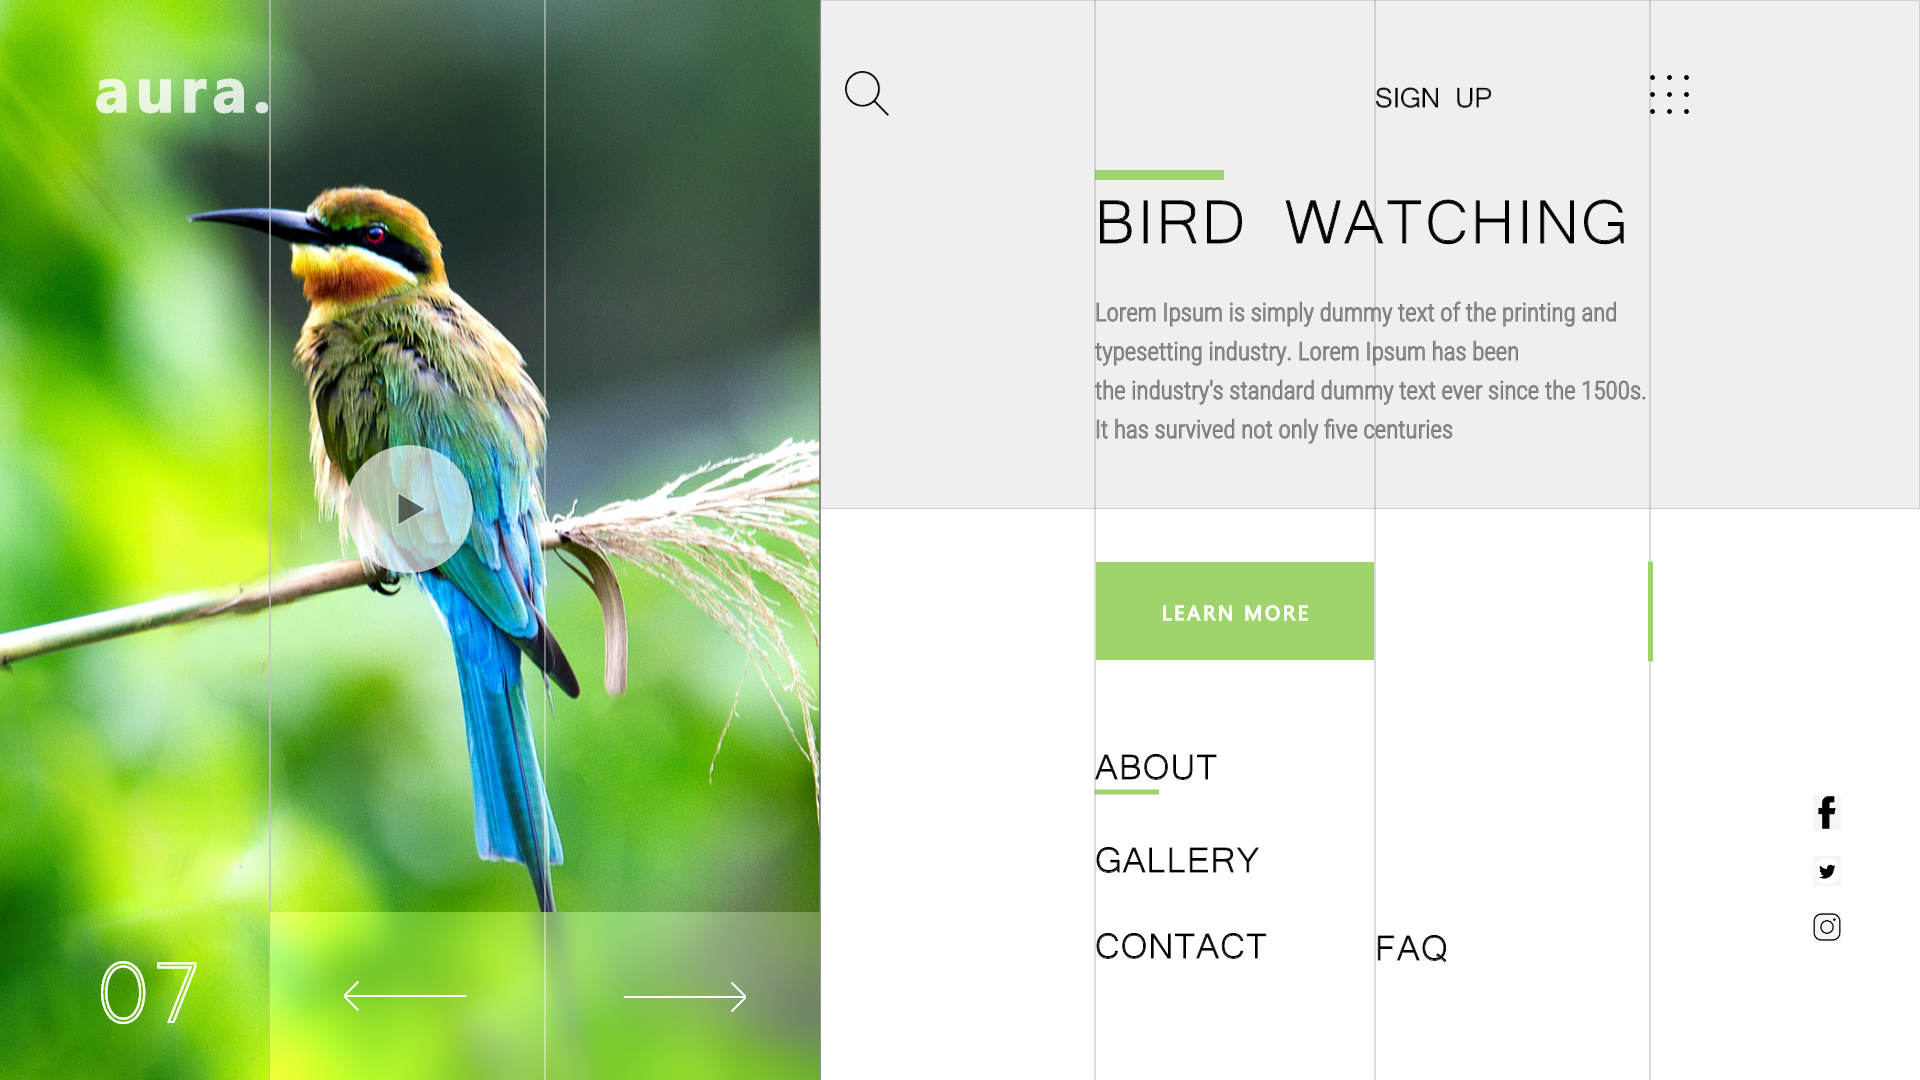 aura.
SIGN UP
BIRD WATCHING
Lorem Ipsum is simply dummy text of the printing and
typesetting industry. Lorem Ipsum has been
the industry's standard dummy text ever since the 1500s.
It has survived not only five centuries
LEARN MORE
ABOUT
GALLERY
CONTACT
FAQ
07